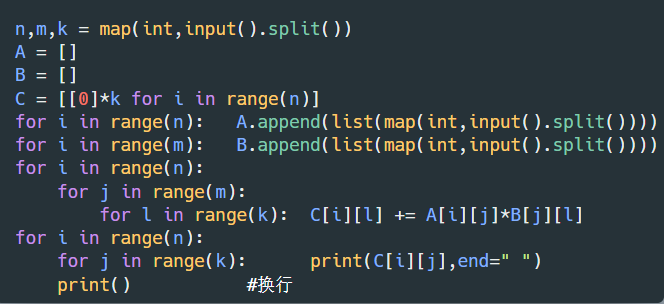 n,m,k = map(int,input().split())
A = []
B = []
C = [[0]*k for i in range(n)]
for i in range(n):   A.append(list(map(int,input().split())))
for i in range(m):   B.append(list(map(int,input().split())))
for i in range(n):
    for j in range(m):
        for l in range(k):  C[i][l] += A[i][j]*B[j][l]
for i in range(n):
    for j in range(k):      print(C[i][j],end=" ")
    print()           #换行